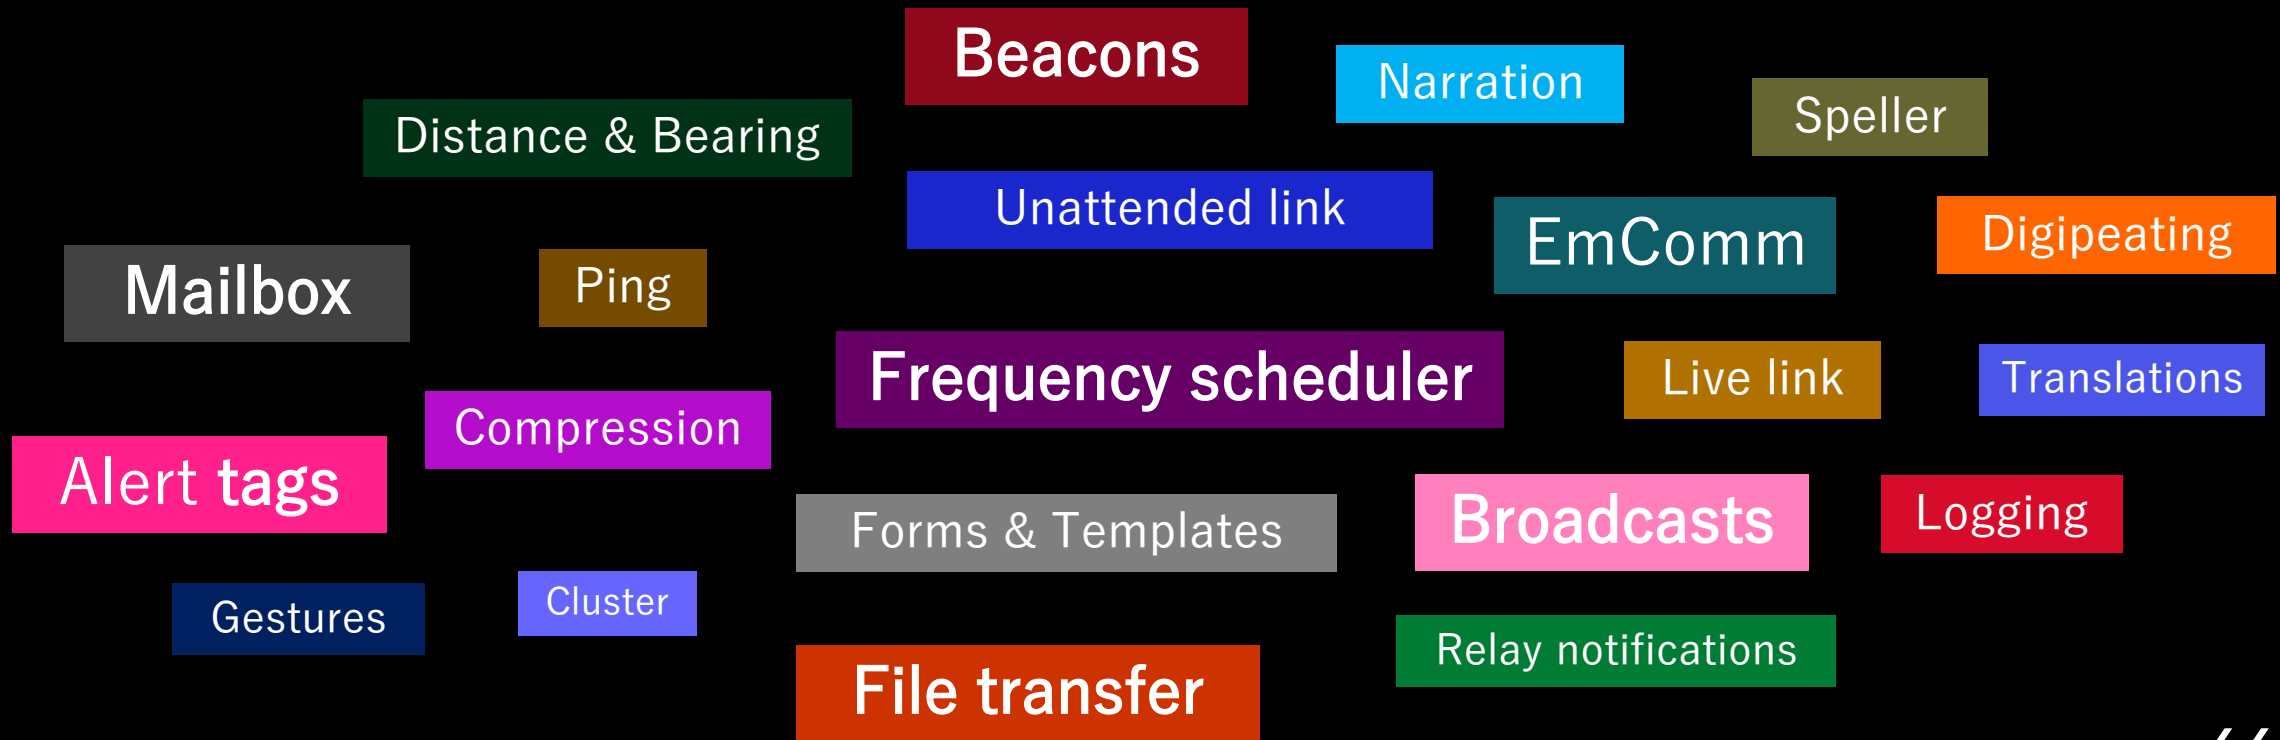 Beacons
Narration
Speller
Distance & Bearing
Unattended link
EmComm
Digipeating
Mailbox
Ping
Frequency scheduler
Live link
Translations
Compression
Alert tags
Forms & Templates
Broadcasts
Logging
Gestures
Cluster
Relay notifications
File transfer